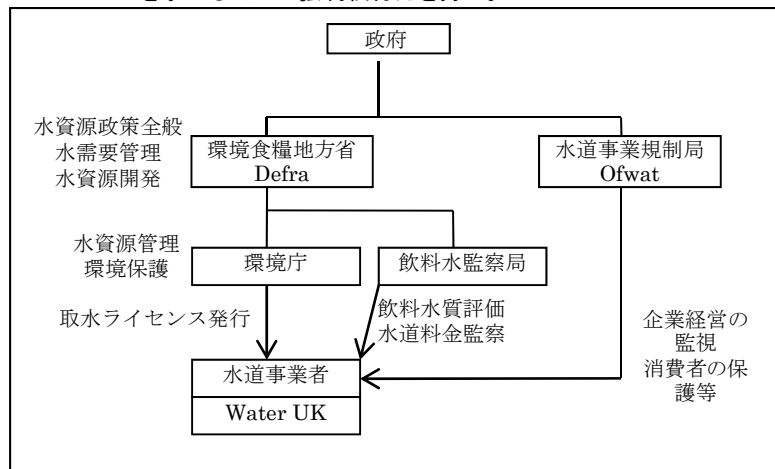 政府
水資源政策全般
水需要管理
水資源開発
環境食糧地方省
Defra
水道事業規制局
Ofwat
水資源管理
環境保護
環境庁
飲料水監察局
取水ライセンス発行
飲料水質評価
水道料金監察
企業経営の
監視
消費者の保
護等
水道事業者
Water UK